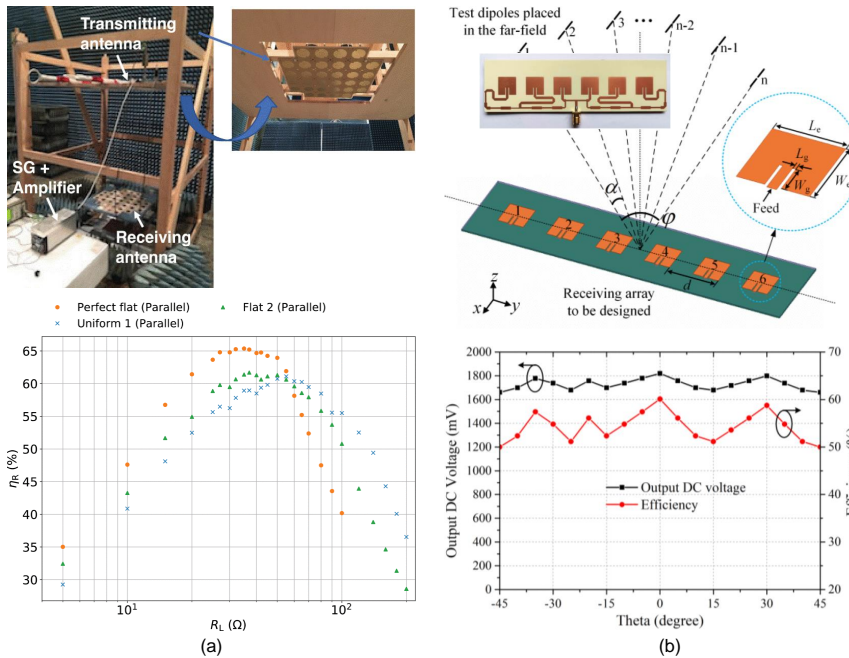 Transmitting
antenna
SG +
Amplifier
Receiving
antenna
Perfect flat (Parallel)
Uniform 1 (Parallel)
Flat 2 (Parallel)
65
60
55
50
45
40
35
30
ηR (%)
10¹
10²
RL (Ω)
(a)
Test dipoles placed
in the far-field
1
2
3
•••
n-2
n-1
n
α
φ
Le
Lg
Wg
We
Feed
1
2
3
4
5
6
d
z
x
y
Receiving array
to be designed
2000
1800
1600
1400
1200
1000
800
600
400
200
0
Output DC Voltage (mV)
Output DC voltage
Efficiency
70
60
50
40
30
20
-45
-30
-15
0
15
30
45
Theta (degree)
(b)